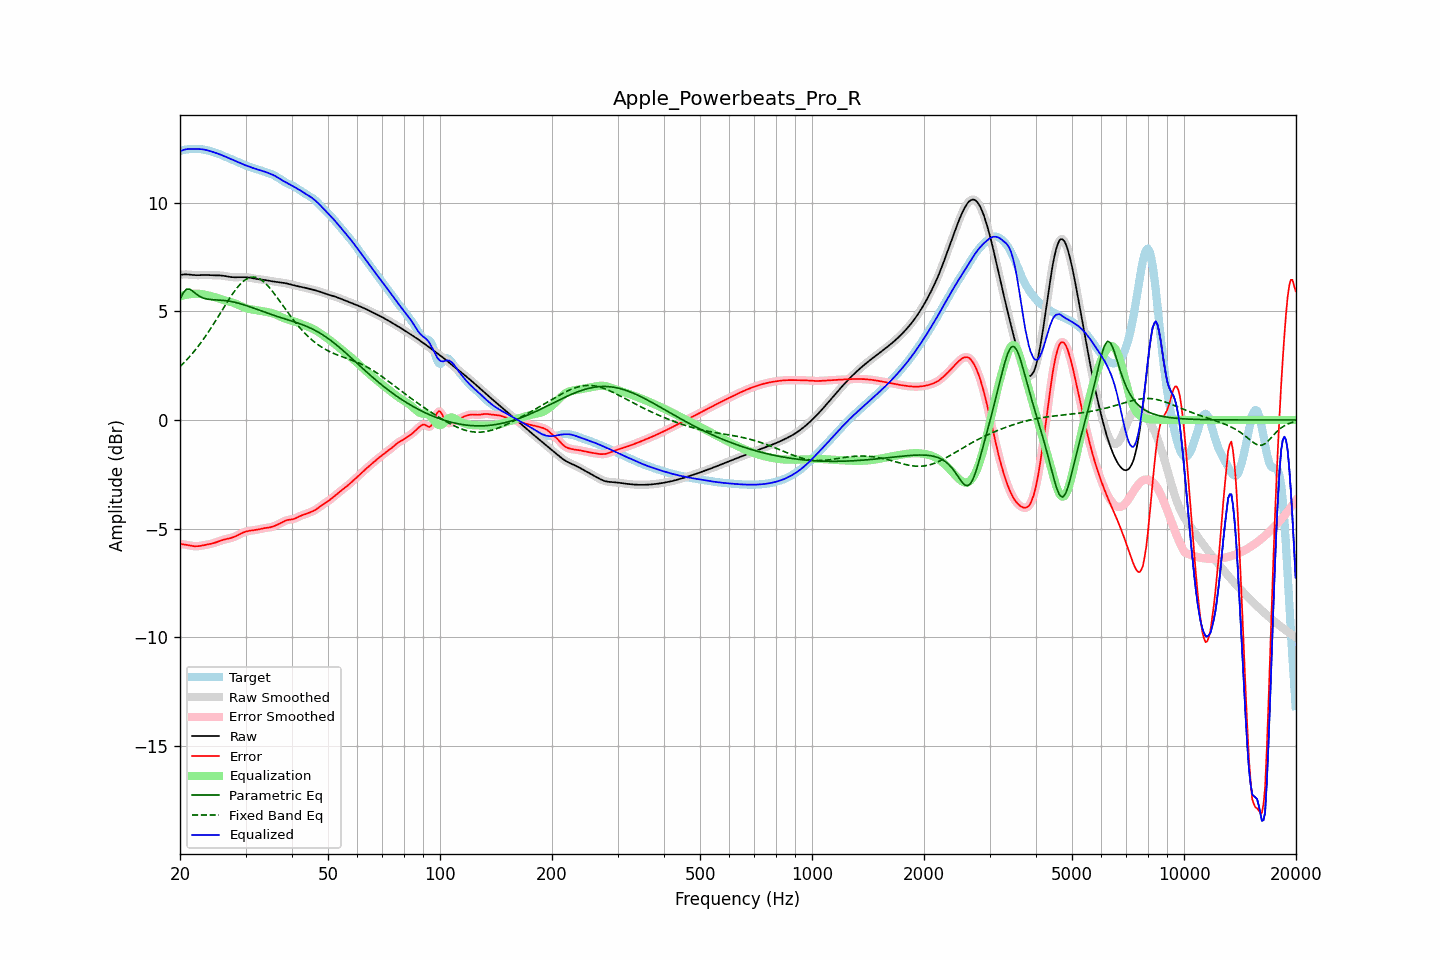 Apple_Powerbeats_Pro_R
Amplitude (dBr)
10
5
0
−5
−10
−15
Target
Raw Smoothed
Error Smoothed
Raw
Error
Equalization
Parametric Eq
Fixed Band Eq
Equalized
20
50
100
200
500
1000
2000
5000
10000
20000
Frequency (Hz)